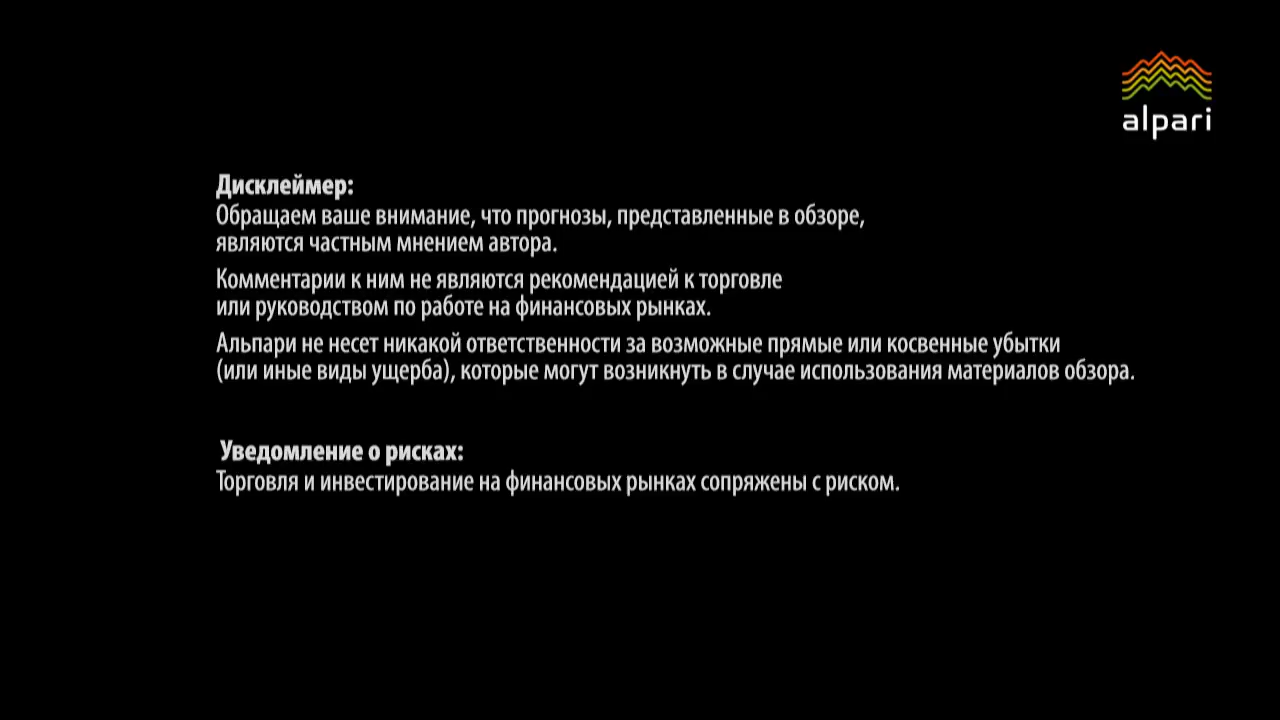 alpari
Дисклеймер:
Обращаем ваше внимание, что прогнозы, представленные в обзоре,
являются частным мнением автора.
Комментарии к ним не являются рекомендацией к торговле
или руководством по работе на финансовых рынках.
Альпари не несет никакой ответственности за возможные прямые или косвенные убытки
(или иные виды ущерба), которые могут возникнуть в случае использования материалов обзора.
Уведомление о рисках:
Торговля и инвестирование на финансовых рынках сопряжены с риском.